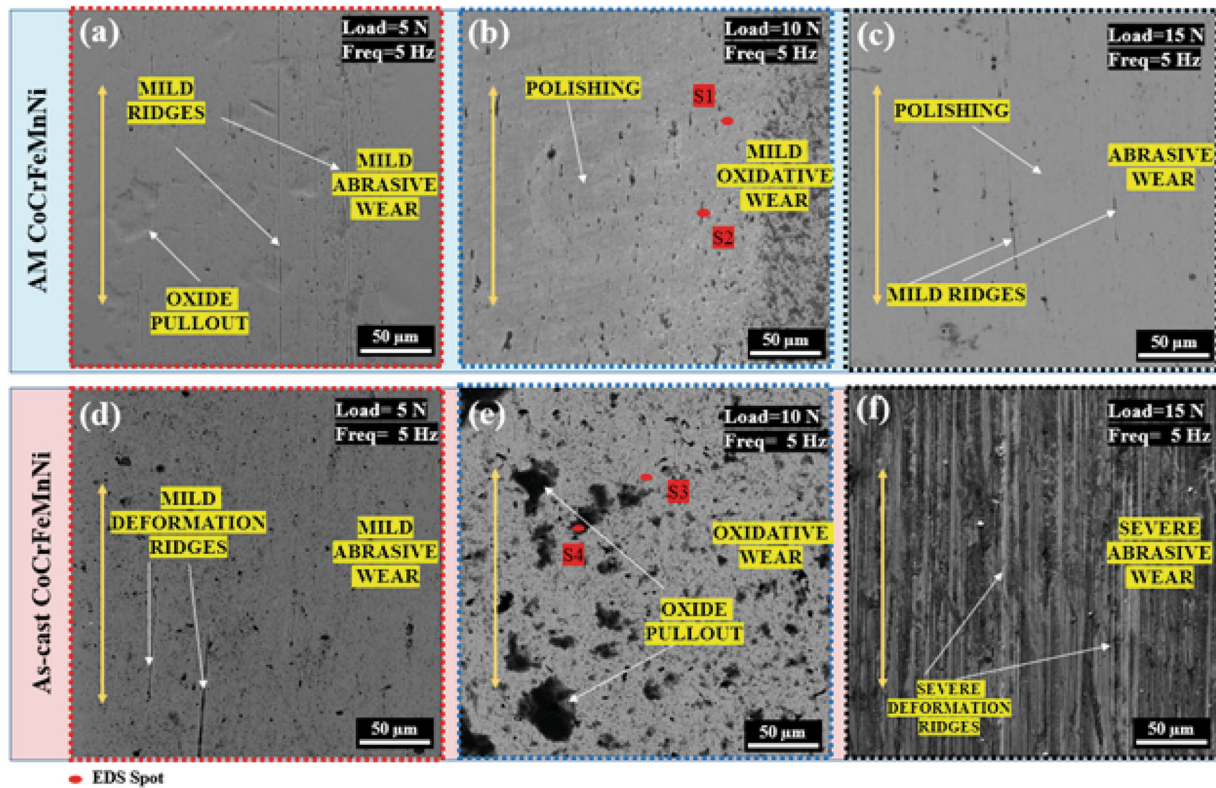 AM CoCrFeMnNi
(a)
Load=5 N
Freq=5 Hz
MILD
RIDGES
MILD
ABRASIVE
WEAR
OXIDE
PULLOUT
50 µm
(b)
Load=10 N
Freq=5 Hz
POLISHING
S1
MILD
OXIDATIVE
WEAR
S2
50 µm
(c)
Load=15 N
Freq=5 Hz
POLISHING
ABRASIVE
WEAR
MILD RIDGES
50 µm
As-cast CoCrFeMnNi
(d)
Load= 5 N
Freq= 5 Hz
MILD
DEFORMATION
RIDGES
MILD
ABRASIVE
WEAR
50 µm
(e)
Load=10 N
Freq= 5 Hz
S3
S4
OXIDATIVE
WEAR
OXIDE
PULLOUT
50 µm
(f)
Load=15 N
Freq= 5 Hz
SEVERE
ABRASIVE
WEAR
SEVERE
DEFORMATION
RIDGES
50 µm
EDS Spot